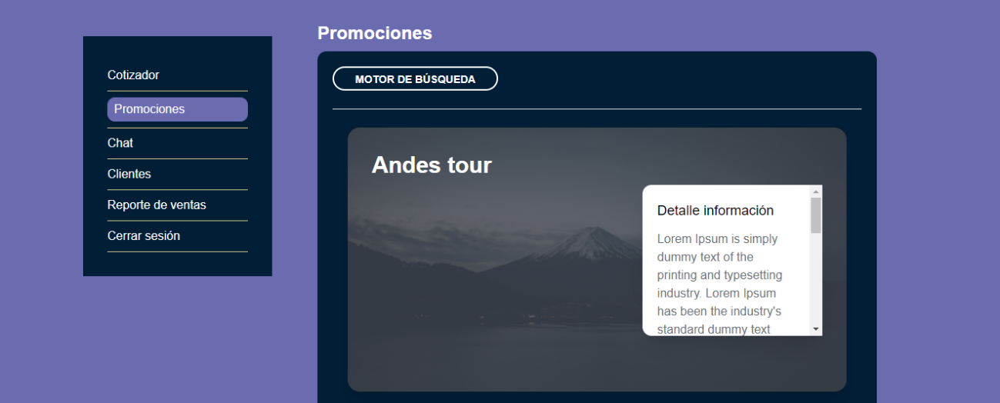 Promociones
Cotizador
Promociones
Chat
Clientes
Reporte de ventas
Cerrar sesión
MOTOR DE BÚSQUEDA
Andes tour
Detalle información
Lorem Ipsum is simply
dummy text of the
printing and typesetting
industry. Lorem Ipsum
has been the industry's
standard dummy text